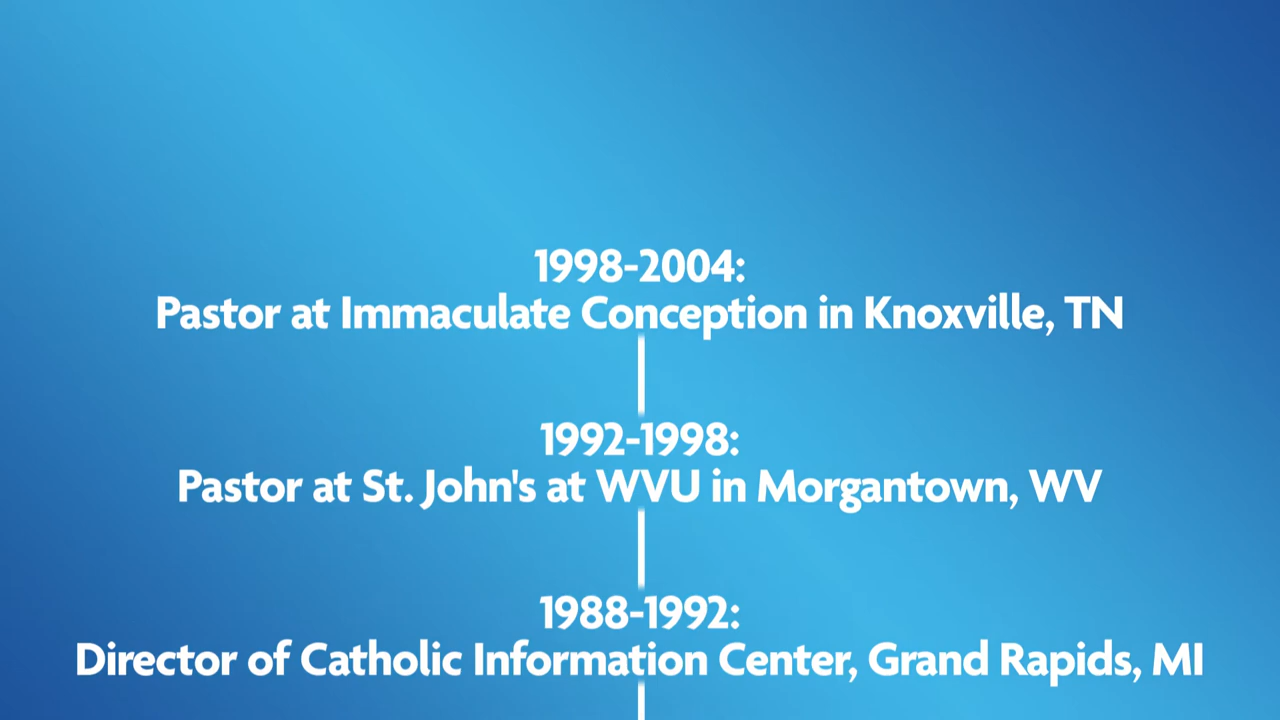 1998-2004:
Pastor at Immaculate Conception in Knoxville, TN
1992-1998:
Pastor at St. John's at WVU in Morgantown, WV
1988-1992:
Director of Catholic Information Center, Grand Rapids, MI